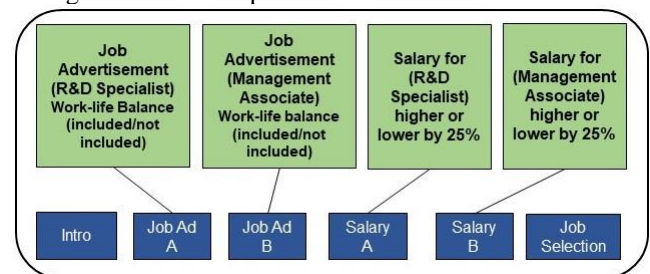 Job
Advertisement
(R&D Specialist)
Work-life Balance
(included/not
included)
Job
Advertisement
(Management
Associate)
Work-life balance
(included/not
included)
Salary for
(R&D
Specialist)
higher or
lower by 25%
Salary for
(Management
Associate)
higher or
lower by 25%
Intro
Job Ad
A
Job Ad
B
Salary
A
Salary
B
Job
Selection